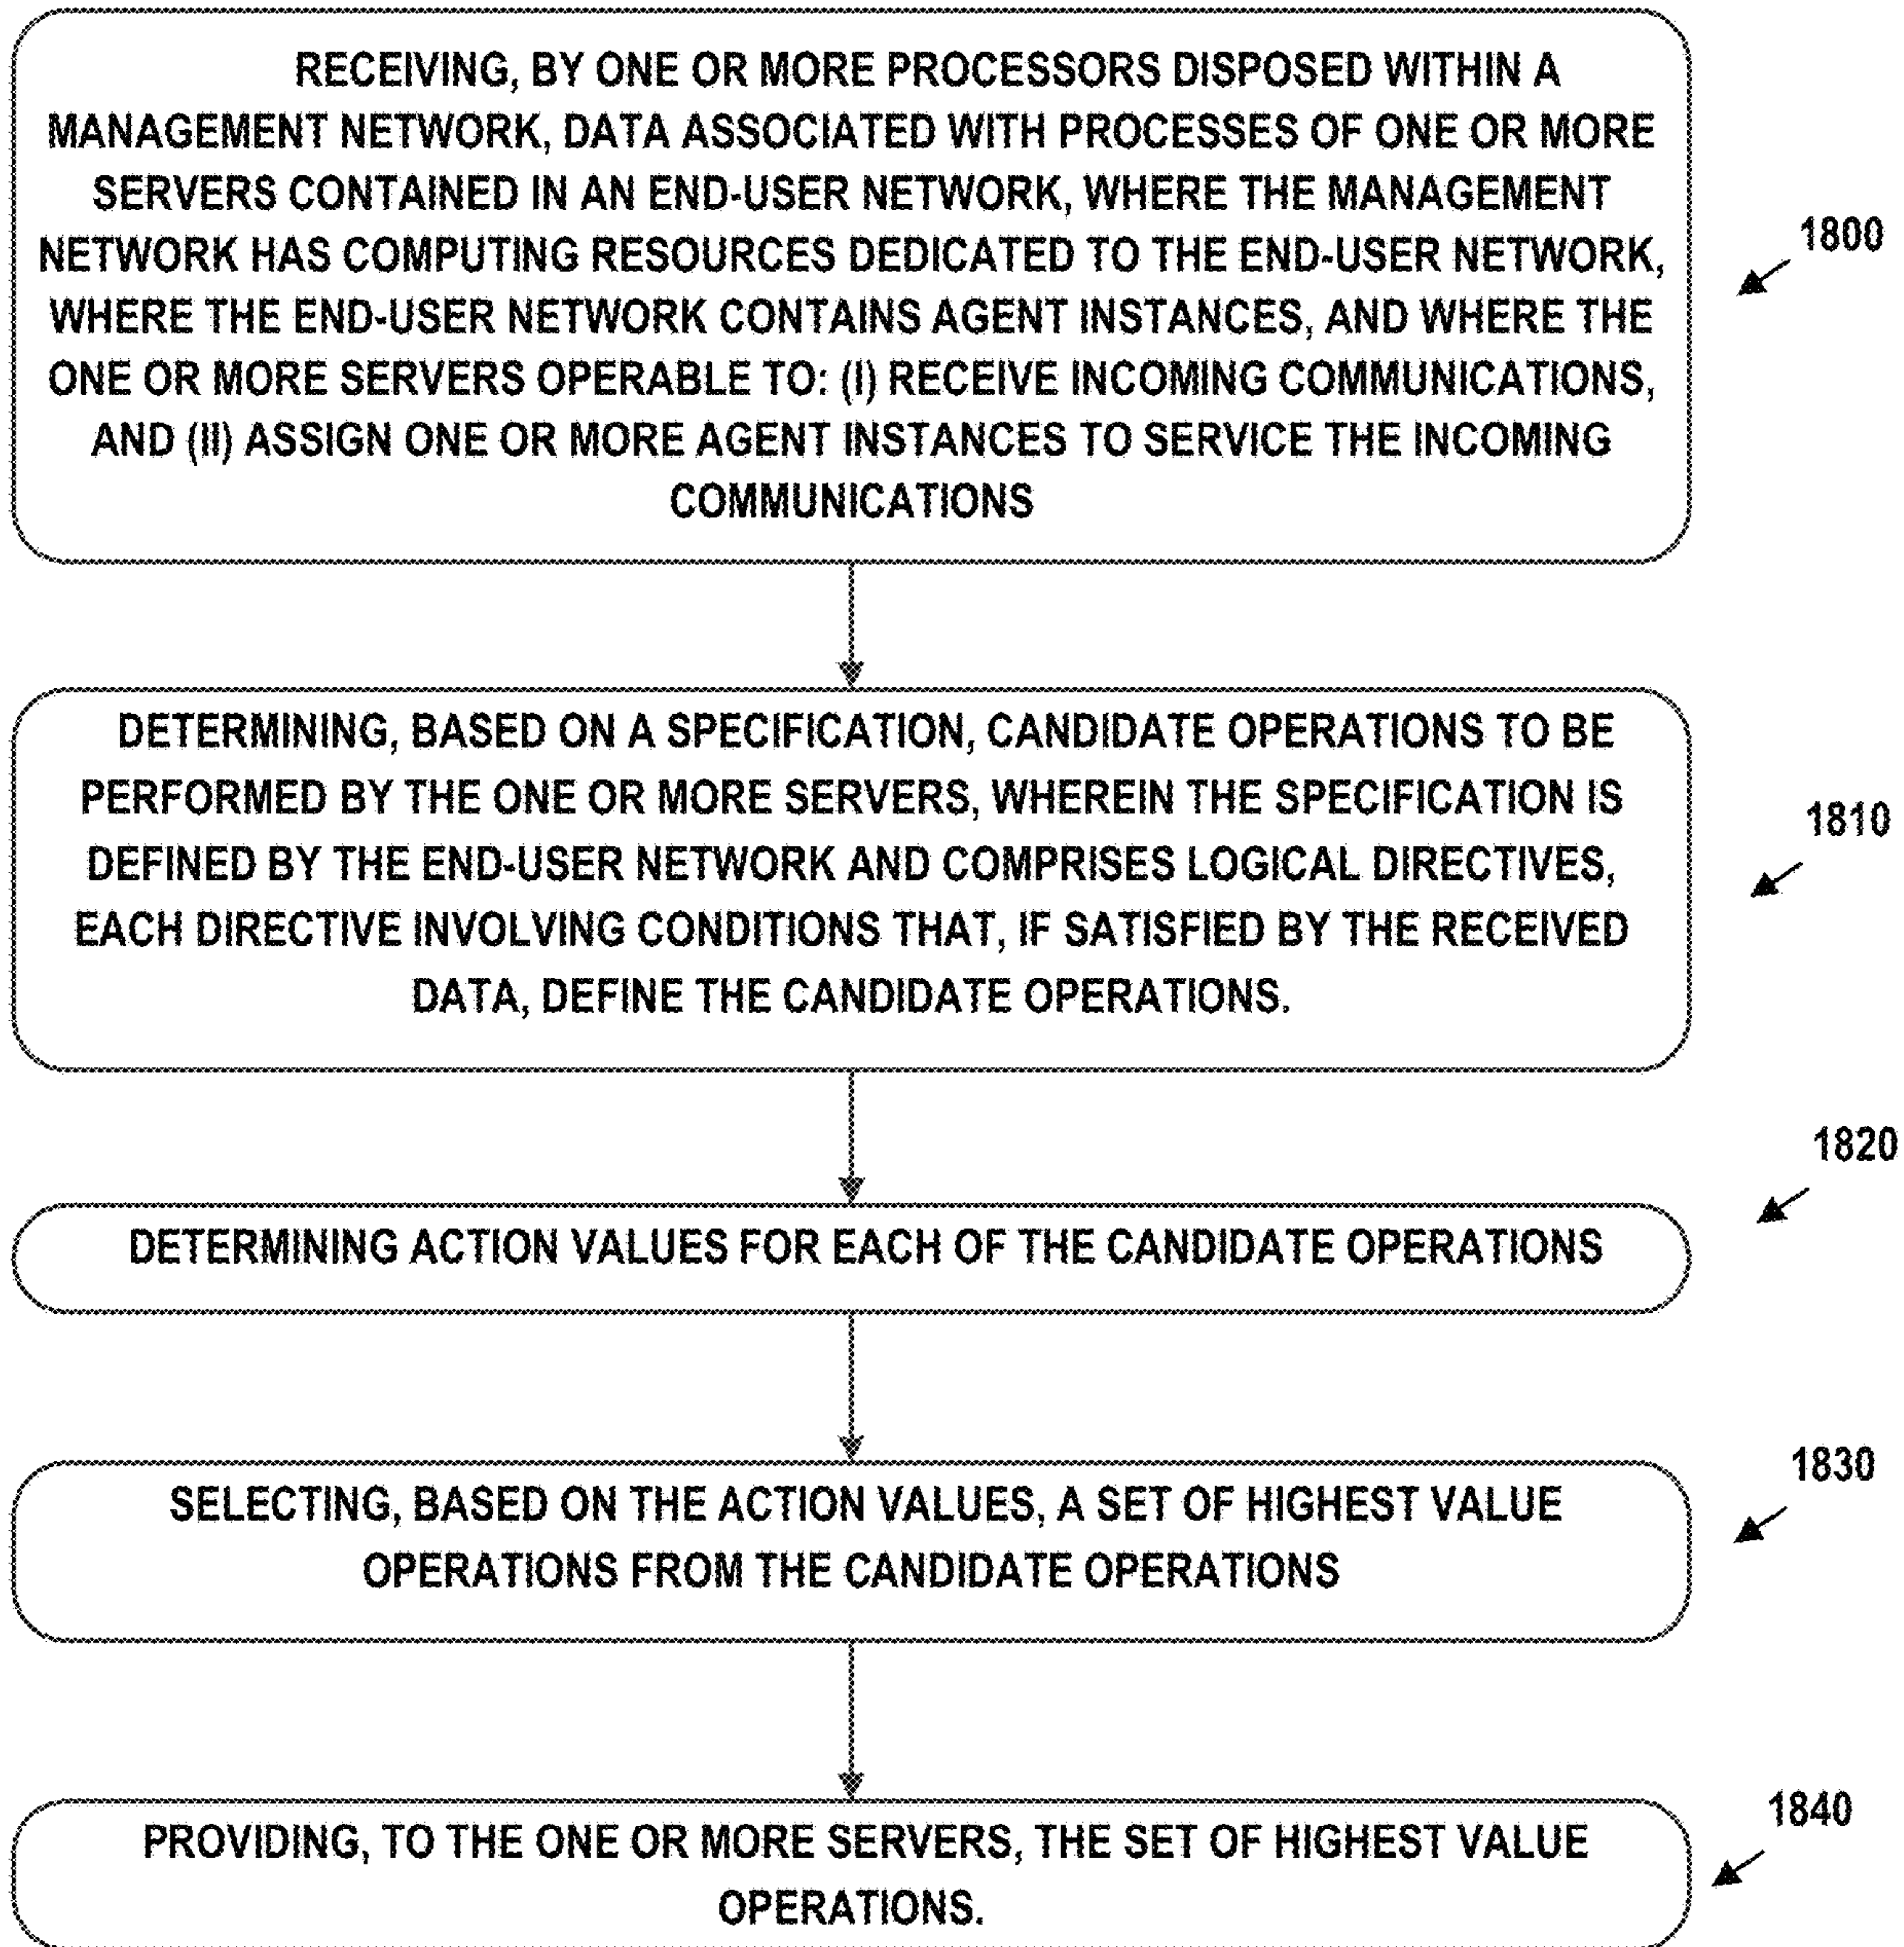 RECEIVING, BY ONE OR MORE PROCESSORS DISPOSED WITHIN A
MANAGEMENT NETWORK, DATA ASSOCIATED WITH PROCESSES OF ONE OR MORE
SERVERS CONTAINED IN AN END-USER NETWORK, WHERE THE MANAGEMENT
NETWORK HAS COMPUTING RESOURCES DEDICATED TO THE END-USER NETWORK,
WHERE THE END-USER NETWORK CONTAINS AGENT INSTANCES, AND WHERE THE
ONE OR MORE SERVERS OPERABLE TO: (I) RECEIVE INCOMING COMMUNICATIONS,
AND (II) ASSIGN ONE OR MORE AGENT INSTANCES TO SERVICE THE INCOMING
COMMUNICATIONS
1800
DETERMINING, BASED ON A SPECIFICATION, CANDIDATE OPERATIONS TO BE
PERFORMED BY THE ONE OR MORE SERVERS, WHEREIN THE SPECIFICATION IS
DEFINED BY THE END-USER NETWORK AND COMPRISES LOGICAL DIRECTIVES,
EACH DIRECTIVE INVOLVING CONDITIONS THAT, IF SATISFIED BY THE RECEIVED
DATA, DEFINE THE CANDIDATE OPERATIONS.
1810
DETERMINING ACTION VALUES FOR EACH OF THE CANDIDATE OPERATIONS
1820
SELECTING, BASED ON THE ACTION VALUES, A SET OF HIGHEST VALUE
OPERATIONS FROM THE CANDIDATE OPERATIONS
1830
PROVIDING, TO THE ONE OR MORE SERVERS, THE SET OF HIGHEST VALUE
OPERATIONS.
1840